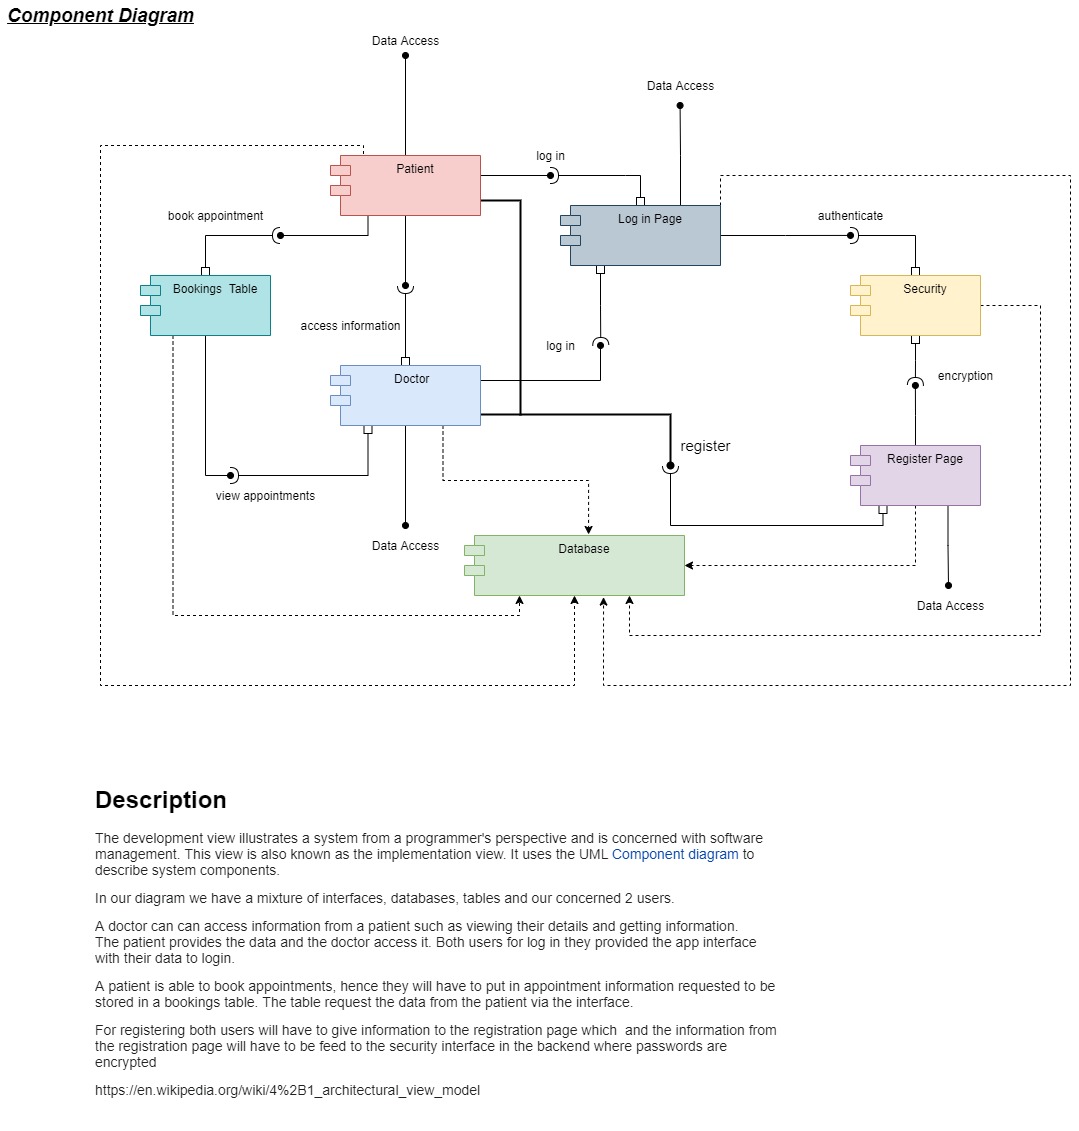 Component Diagram
Data Access
Data Access
log in
Patient
book appointment
Log in Page
authenticate
Bookings  Table
Security
access information
log in
Doctor
encryption
register
Register Page
view appointments
Data Access
Database
Data Access
Description
The development view illustrates a system from a programmer's perspective and is concerned with software
management. This view is also known as the implementation view. It uses the UML Component diagram to
describe system components.
In our diagram we have a mixture of interfaces, databases, tables and our concerned 2 users.
A doctor can can access information from a patient such as viewing their details and getting information.
The patient provides the data and the doctor access it. Both users for log in they provided the app interface
with their data to login.
A patient is able to book appointments, hence they will have to put in appointment information requested to be
stored in a bookings table. The table request the data from the patient via the interface.
For registering both users will have to give information to the registration page which  and the information from
the registration page will have to be feed to the security interface in the backend where passwords are
encrypted
https://en.wikipedia.org/wiki/4%2B1_architectural_view_model